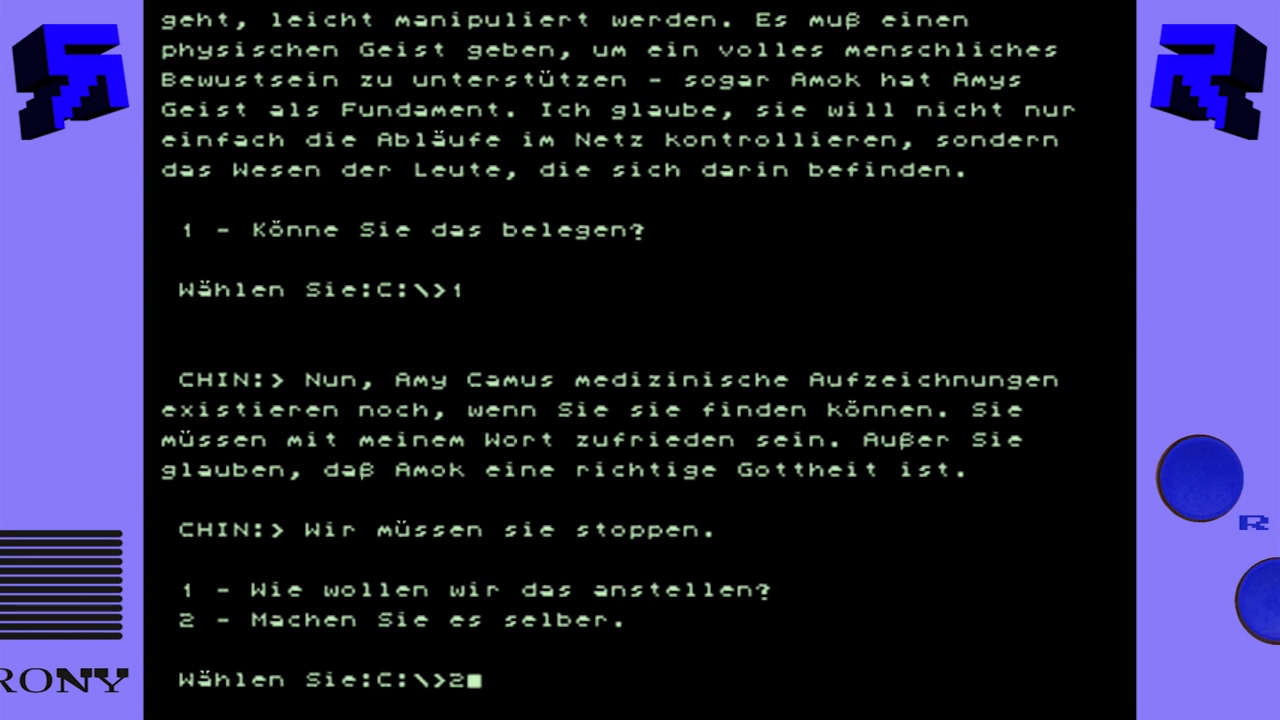 geht, leicht manipuliert werden. Es muß einen
physischen Geist geben, um ein volles menschliches
Bewustsein zu unterstützen - sogar Amok hat Amys
Geist als Fundament. Ich glaube, sie will nicht nur
einfach die Abläufe im Netz kontrollieren, sondern
das Wesen der Leute, die sich darin befinden.
1 - Könne Sie das belegen?
Wählen Sie:C:\>1
CHIN:> Nun, Amy Camus medizinische Aufzeichnungen
existieren noch, wenn Sie sie finden können. Sie
müssen mit meinem Wort zufrieden sein. Außer Sie
glauben, daß Amok eine richtige Gottheit ist.
CHIN:> Wir müssen sie stoppen.
1 - Wie wollen wir das anstellen?
2 - Machen Sie es selber.
Wählen Sie:C:\>2
RONY
R